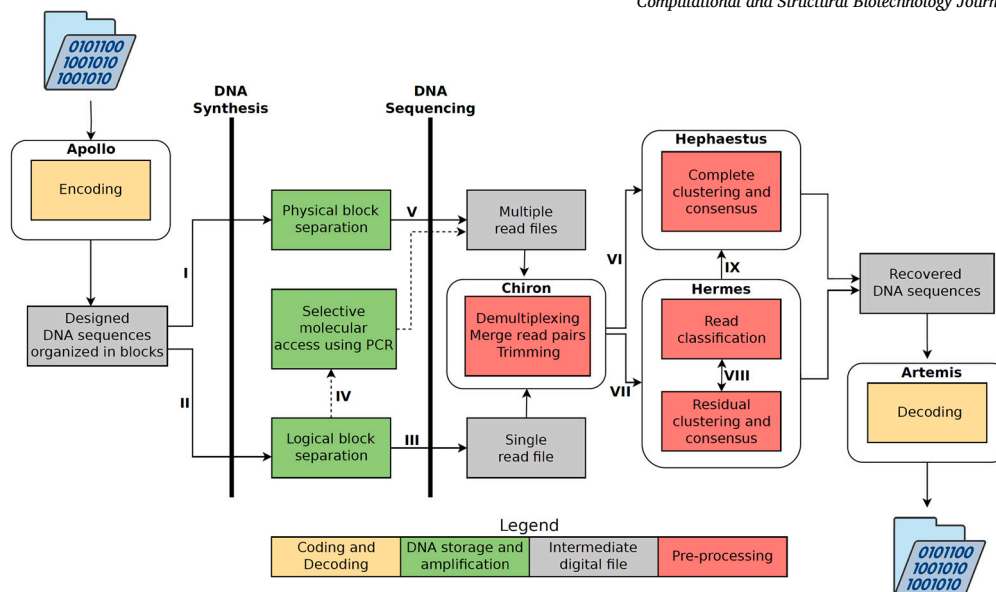 Computational and Structural Biotechnology Journ
0101100
1001010
1001010
DNA
Synthesis
DNA
Sequencing
Apollo
Encoding
Hephaestus
Complete
clustering and
consensus
Physical block
separation
V
Multiple
read files
I
VI
IX
Designed
DNA sequences
organized in blocks
Selective
molecular
access using PCR
Chiron
Demultiplexing
Merge read pairs
Trimming
Hermes
Read
classification
VIII
Residual
clustering and
consensus
Recovered
DNA sequences
II
IV
VII
Logical block
separation
III
Single
read file
Artemis
Decoding
Legend
Coding and
Decoding
DNA storage and
amplification
Intermediate
digital file
Pre-processing
0101100
1001010
1001010